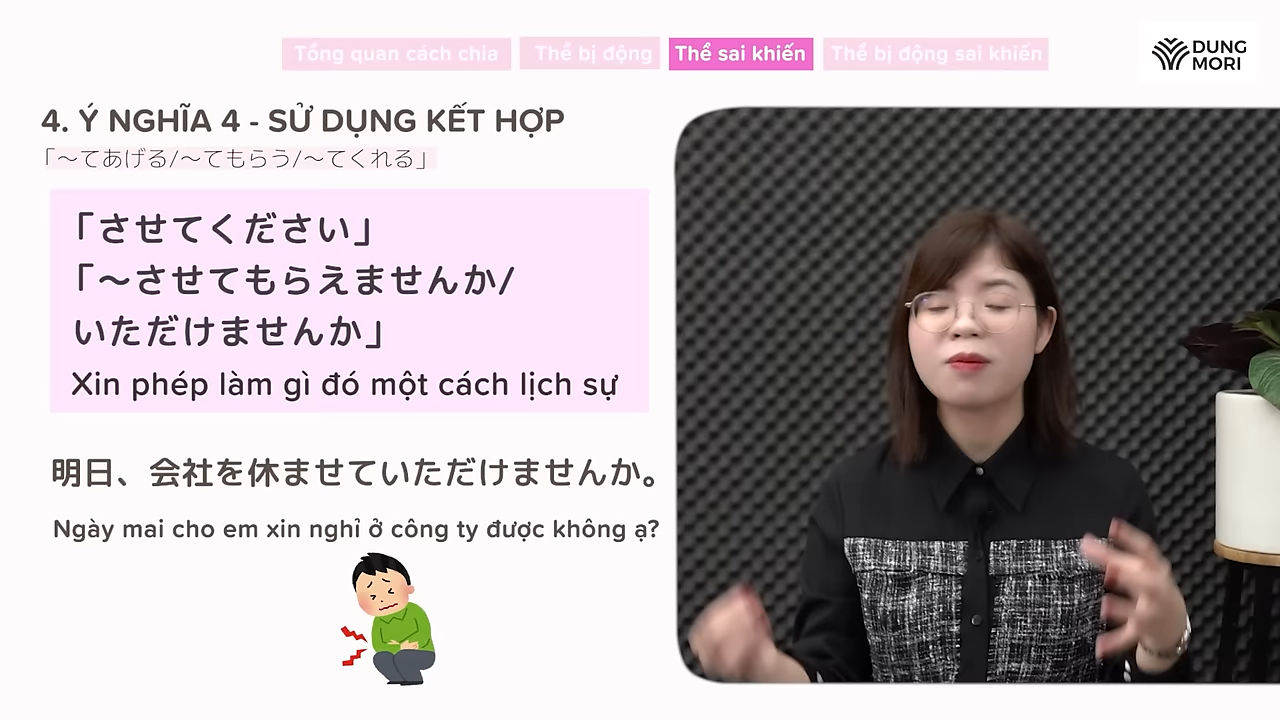 Tổng quan cách chia
Thể bị động
Thể sai khiến
Thể bị động sai khiến
DUNG
MORI
4. Ý NGHĨA 4 - SỬ DỤNG KẾT HỢP
「～てあげる/～てもらう/～てくれる」
「させてください」
「～させてもらえませんか/
いただけませんか」
Xin phép làm gì đó một cách lịch sự
明日、会社を休ませていただけませんか。
Ngày mai cho em xin nghỉ ở công ty được không ạ?